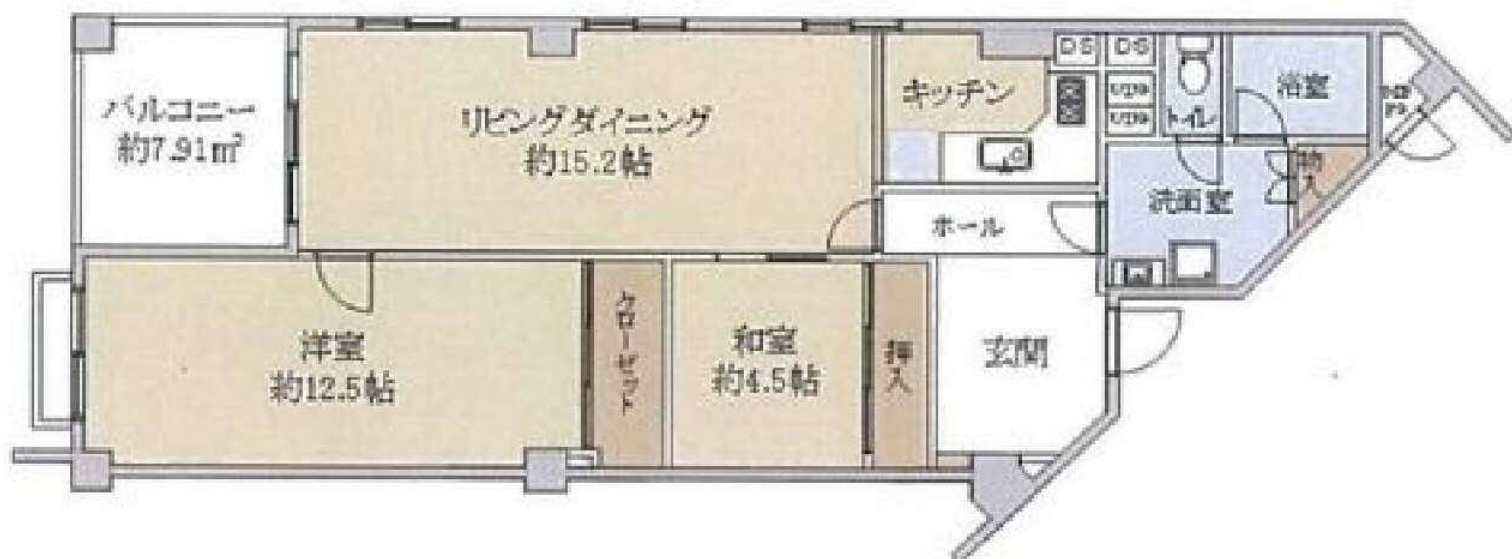 バルコニー
約7.91㎡
リビングダイニング
約15.2帖
キッチン
DS
DS
トイレ
浴室
洗面室
物入
ホール
洋室
約12.5帖
クローゼット
和室
約4.5帖
押入
玄関